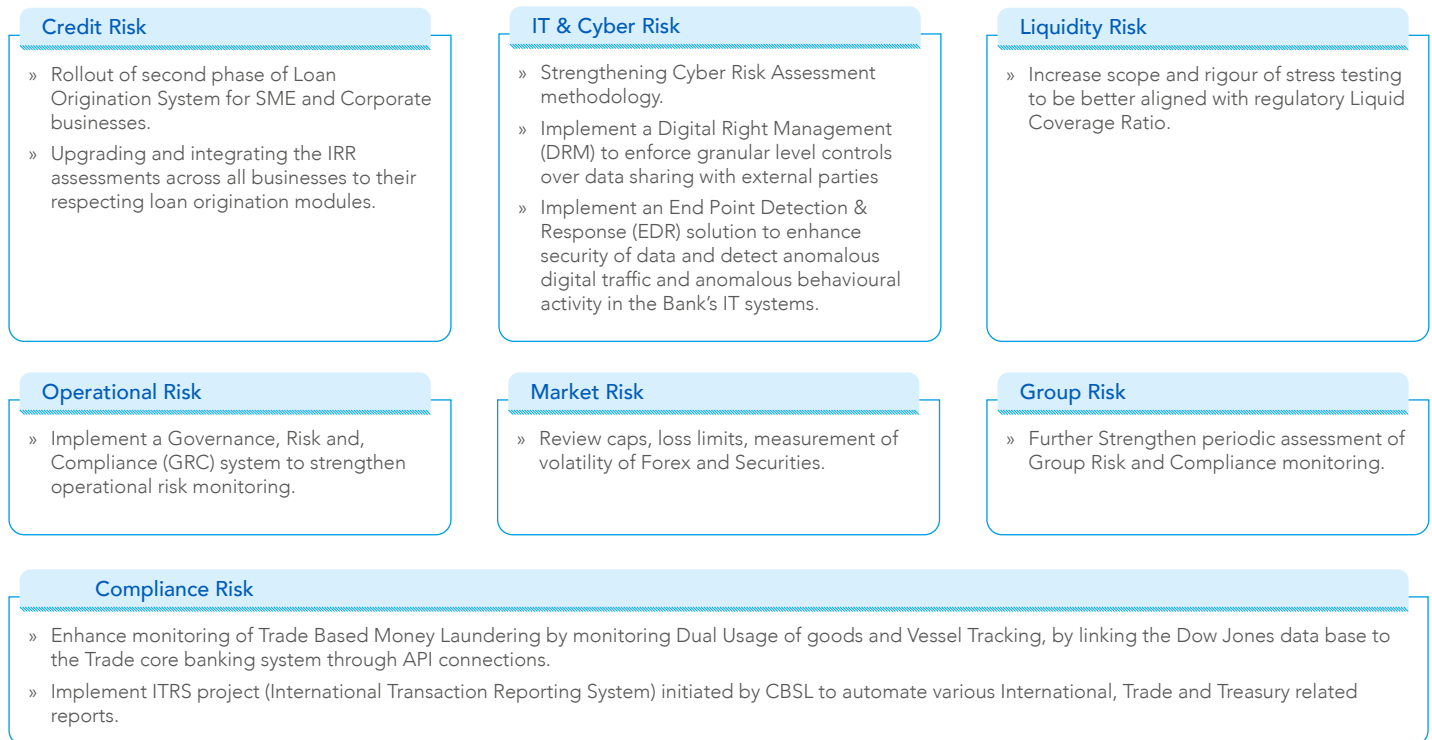 Credit Risk
» Rollout of second phase of Loan
Origination System for SME and Corporate
businesses.
» Upgrading and integrating the IRR
assessments across all businesses to their
respecting loan origination modules.
IT & Cyber Risk
» Strengthening Cyber Risk Assessment
methodology.
» Implement a Digital Right Management
(DRM) to enforce granular level controls
over data sharing with external parties
» Implement an End Point Detection &
Response (EDR) solution to enhance
security of data and detect anomalous
digital traffic and anomalous behavioural
activity in the Bank’s IT systems.
Liquidity Risk
» Increase scope and rigour of stress testing
to be better aligned with regulatory Liquid
Coverage Ratio.
Operational Risk
» Implement a Governance, Risk and,
Compliance (GRC) system to strengthen
operational risk monitoring.
Market Risk
» Review caps, loss limits, measurement of
volatility of Forex and Securities.
Group Risk
» Further Strengthen periodic assessment of
Group Risk and Compliance monitoring.
Compliance Risk
» Enhance monitoring of Trade Based Money Laundering by monitoring Dual Usage of goods and Vessel Tracking, by linking the Dow Jones data base to
the Trade core banking system through API connections.
» Implement ITRS project (International Transaction Reporting System) initiated by CBSL to automate various International, Trade and Treasury related
reports.